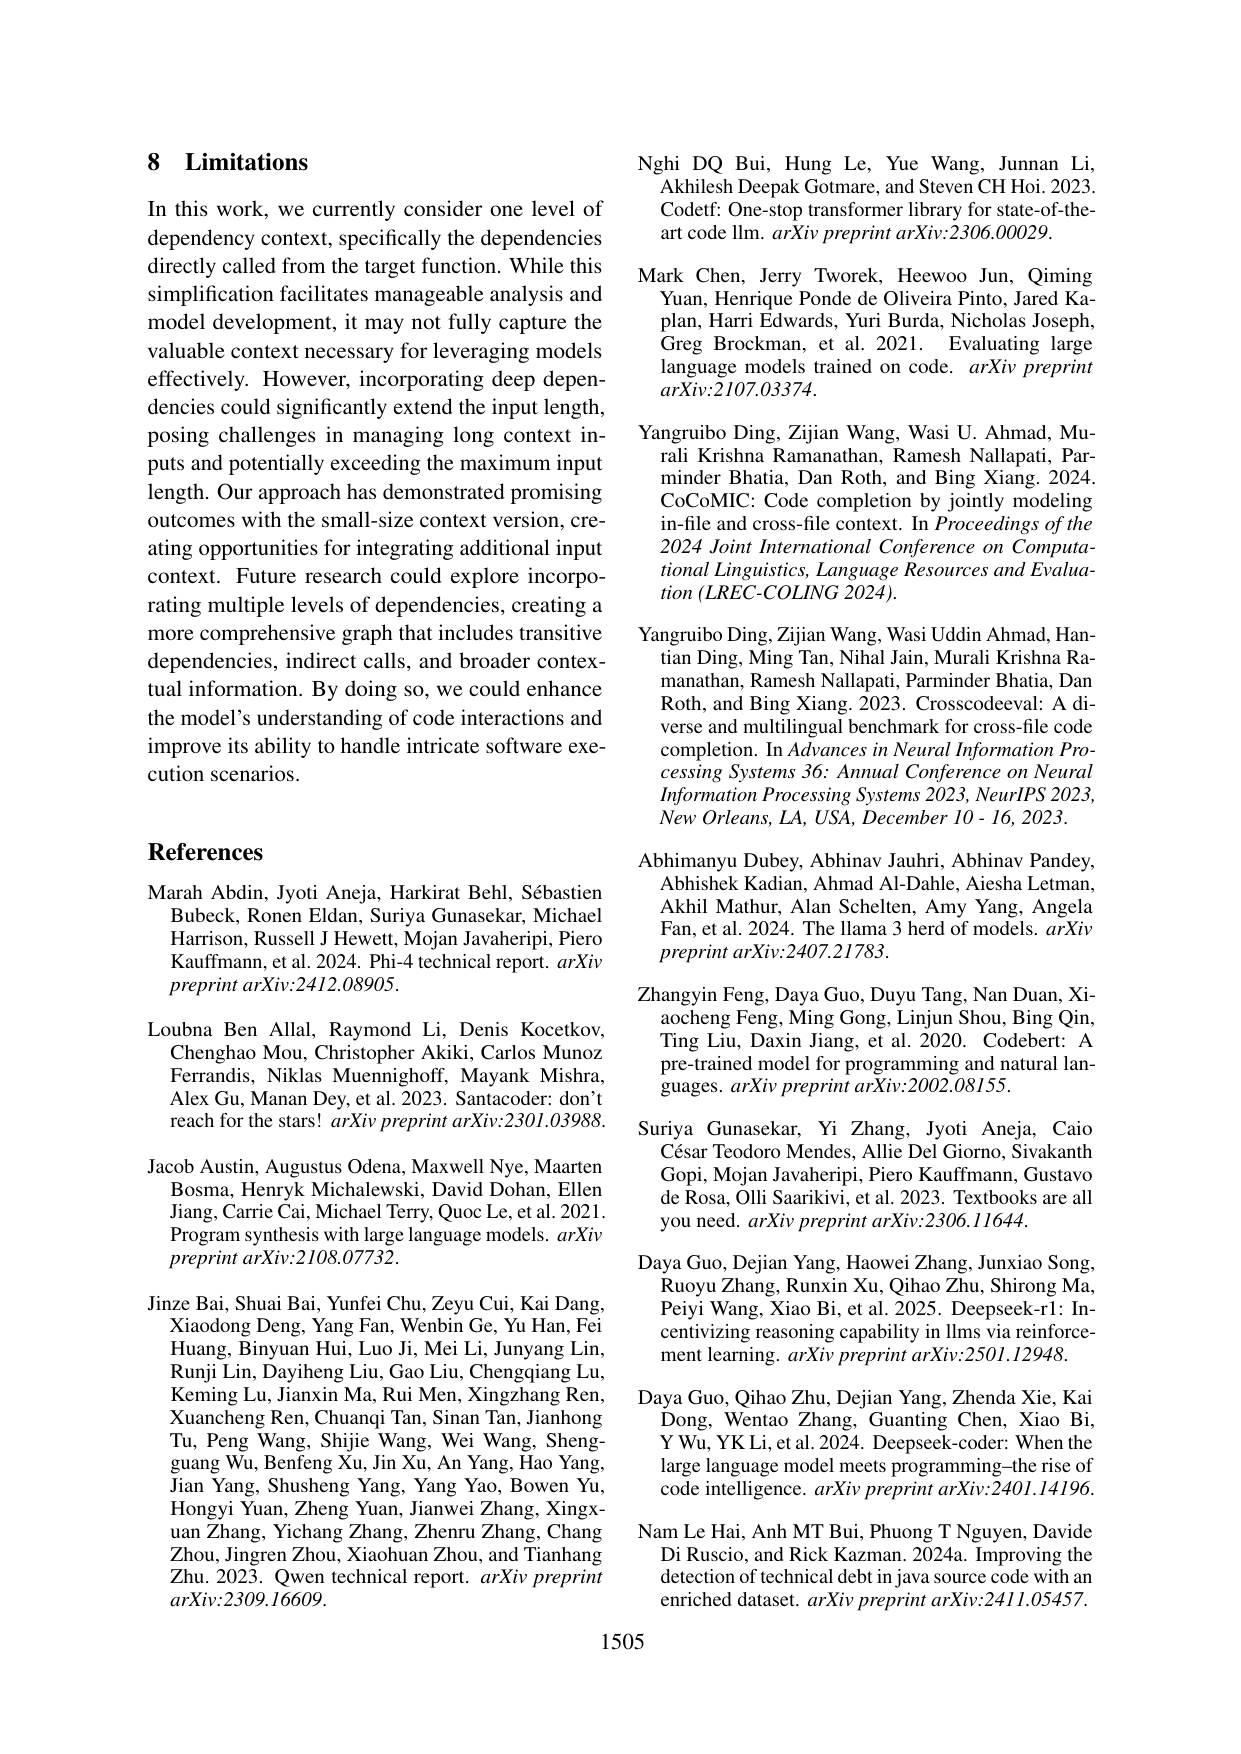 8 Limitations
In this work, we currently consider one level of
dependency context, specifically the dependencies
directly called from the target function. While this
simplification facilitates manageable analysis and
model development, it may not fully capture the
valuable context necessary for leveraging models
effectively. However, incorporating deep depen-
dencies could significantly extend the input length,
posing challenges in managing long context in-
puts and potentially exceeding the maximum input
length. Our approach has demonstrated promising
outcomes with the small-size context version, cre-
ating opportunities for integrating additional input
context. Future research could explore incorpo-
rating multiple levels of dependencies, creating a
more comprehensive graph that includes transitive
dependencies, indirect calls, and broader contex-
tual information. By doing so, we could enhance
the model's understanding of code interactions and
improve its ability to handle intricate software exe-
cution scenarios.
References
Marah Abdin, Jyoti Aneja, Harkirat Behl, Sébastien
Bubeck, Ronen Eldan, Suriya Gunasekar, Michael
Harrison, Russell J Hewett, Mojan Javaheripi, Piero
Kauffmann, et al. 2024. Phi-4 technical report. arXiv
preprint arXiv:2412.08905.
Loubna Ben Allal, Raymond Li, Denis Kocetkov,
Chenghao Mou, Christopher Akiki, Carlos Munoz
Ferrandis, Niklas Muennighoff, Mayank Mishra,
Alex Gu, Manan Dey, et al. 2023. Santacoder: don't
reach for the stars! arXiv preprint arXiv:2301.03988.
Jacob Austin, Augustus Odena, Maxwell Nye, Maarten
Bosma, Henryk Michalewski, David Dohan, Ellen
Jiang, Carrie Cai, Michael Terry, Quoc Le, et al. 2021.
Program synthesis with large language models. arXiv
preprint arXiv:2108.07732.
Jinze Bai, Shuai Bai, Yunfei Chu, Zeyu Cui, Kai Dang,
Xiaodong Deng, Yang Fan, Wenbin Ge, Yu Han, Fei
Huang, Binyuan Hui, Luo Ji, Mei Li, Junyang Lin,
Runji Lin, Dayiheng Liu, Gao Liu, Chengqiang Lu,
Keming Lu, Jianxin Ma, Rui Men, Xingzhang Ren,
Xuancheng Ren, Chuanqi Tan, Sinan Tan, Jianhong
Tu, Peng Wang, Shijie Wang, Wei Wang, Sheng-
guang Wu, Benfeng Xu, Jin Xu, An Yang, Hao Yang,
Jian Yang, Shusheng Yang, Yang Yao, Bowen Yu,
Hongyi Yuan, Zheng Yuan, Jianwei Zhang, Xingx-
uan Zhang, Yichang Zhang, Zhenru Zhang, Chang
Zhou, Jingren Zhou, Xiaohuan Zhou, and Tianhang
Zhu. 2023. Qwen technical report. arXiv preprint
arXiv:2309.16609.
Nghi DQ Bui, Hung Le, Yue Wang, Junnan Li,
Akhilesh Deepak Gotmare, and Steven CH Hoi. 2023.
Codetf: One-stop transformer library for state-of-the-
art code llm. arXiv preprint arXiv:2306.00029.
Mark Chen, Jerry Tworek, Heewoo Jun, Qiming
Yuan, Henrique Ponde de Oliveira Pinto, Jared Ka-
plan, Harri Edwards, Yuri Burda, Nicholas Joseph,
Greg Brockman, et al. 2021. Evaluating large
language models trained on code. arXiv preprint
arXiv:2107.03374.
Yangruibo Ding, Zijian Wang, Wasi U. Ahmad, Mu-
rali Krishna Ramanathan, Ramesh Nallapati, Par-
minder Bhatia, Dan Roth, and Bing Xiang. 2024.
CoCoMIC: Code completion by jointly modeling
in-file and cross-file context. In Proceedings of the
2024 Joint International Conference on Computa-
tional Linguistics, Language Resources and Evalua-
tion (LREC-COLING 2024).
Yangruibo Ding, Zijian Wang, Wasi Uddin Ahmad, Han-
tian Ding, Ming Tan, Nihal Jain, Murali Krishna Ra-
manathan, Ramesh Nallapati, Parminder Bhatia, Dan
Roth, and Bing Xiang. 2023. Crosscodeeval: A di-
verse and multilingual benchmark for cross-file code
completion. In Advances in Neural Information Pro-
cessing Systems 36: Annual Conference on Neural
Information Processing Systems 2023, NeurIPS 2023,
New Orleans, LA, USA, December 10 - 16, 2023.
Abhimanyu Dubey, Abhinav Jauhri, Abhinav Pandey,
Abhishek Kadian, Ahmad Al-Dahle, Aiesha Letman,
Akhil Mathur, Alan Schelten, Amy Yang, Angela
Fan, et al. 2024. The llama 3 herd of models. arXiv
preprint arXiv:2407.21783.
Zhangyin Feng, Daya Guo, Duyu Tang, Nan Duan, Xi-
aocheng Feng, Ming Gong, Linjun Shou, Bing Qin,
Ting Liu, Daxin Jiang, et al. 2020. Codebert: A
pre-trained model for programming and natural lan-
guages. arXiv preprint arXiv:2002.08155.
Suriya Gunasekar, Yi Zhang, Jyoti Aneja, Caio
César Teodoro Mendes, Allie Del Giorno, Sivakanth
Gopi, Mojan Javaheripi, Piero Kauffmann, Gustavo
de Rosa, Olli Saarikivi, et al. 2023. Textbooks are all
you need. arXiv preprint arXiv:2306.11644.
Daya Guo, Dejian Yang, Haowei Zhang, Junxiao Song,
Ruoyu Zhang, Runxin Xu, Qihao Zhu, Shirong Ma,
Peiyi Wang, Xiao Bi, et al. 2025. Deepseek-r1: In-
centivizing reasoning capability in llms via reinforce-
ment learning. arXiv preprint arXiv:2501.12948.
Daya Guo, Qihao Zhu, Dejian Yang, Zhenda Xie, Kai
Dong, Wentao Zhang, Guanting Chen, Xiao Bi,
Y Wu, YK Li, et al. 2024. Deepseek-coder: When the
large language model meets programming–the rise of
code intelligence. arXiv preprint arXiv:2401.14196.
Nam Le Hai, Anh MT Bui, Phuong T Nguyen, Davide
Di Ruscio, and Rick Kazman. 2024a. Improving the
detection of technical debt in java source code with an
enriched dataset. arXiv preprint arXiv:2411.05457.
1505